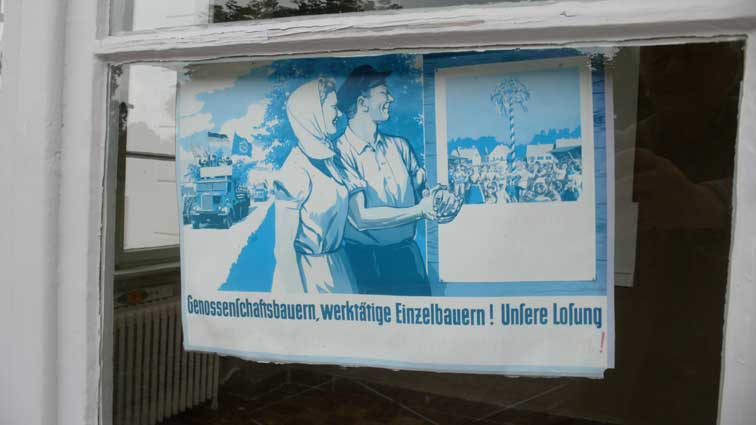 Genoſſenſchaftsbauern, werktätige Einzelbauern! Unſere Loſung
!